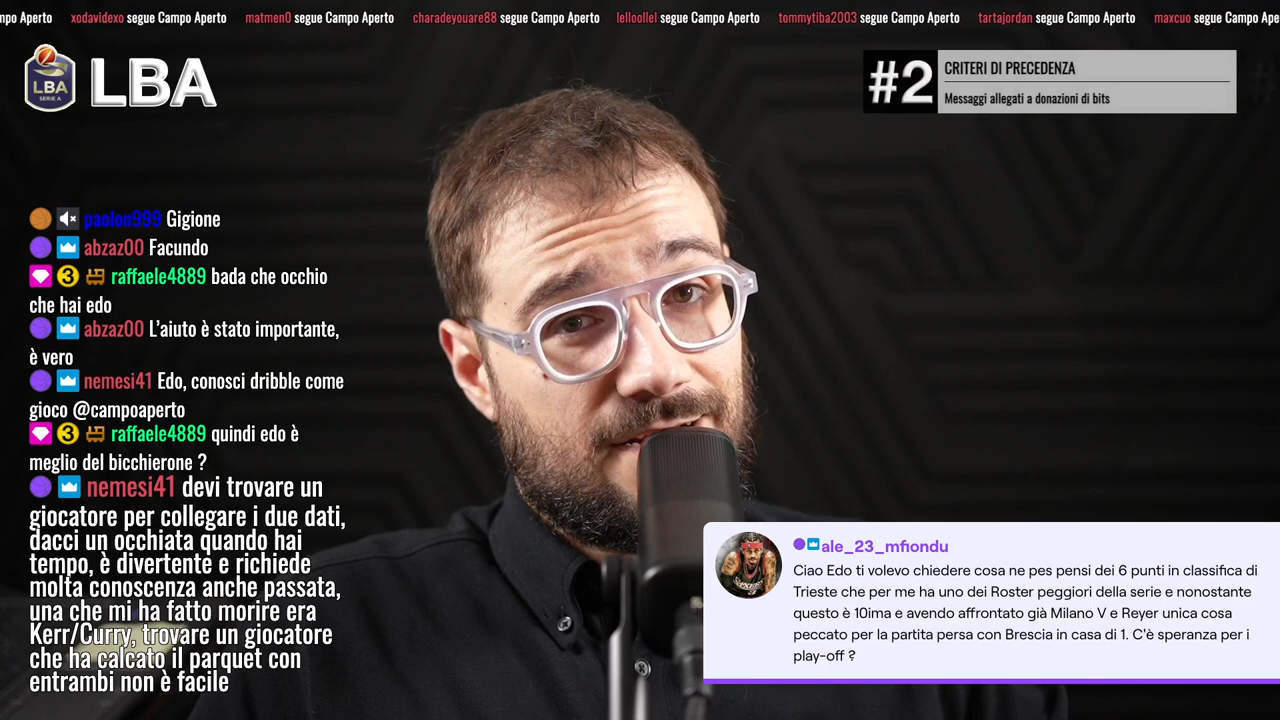 mpo Aperto xodavidexo segue Campo Aperto matmen0 segue Campo Aperto charadeyouare88 segue Campo Aperto lelloollel segue Campo Aperto tommytiba2003 segue Campo Aperto tartajordan segue Campo Aperto maxcuo segue Campo Ape
LBA
SERIE A
LBA
#2
CRITERI DI PRECEDENZA
Messaggi allegati a donazioni di bits
paolon999 Gigione
abzaz00 Facundo
3 raffaele4889 bada che occhio
che hai edo
abzaz00 L'aiuto è stato importante,
è vero
nemesi41 Edo, conosci dribble come
gioco @campoaperto
3 raffaele4889 quindi edo è
meglio del bicchierone ?
nemesi41 devi trovare un
giocatore per collegare i due dati,
dacci un occhiata quando hai
tempo, è divertente e richiede
molta conoscenza anche passata,
una che mi ha fatto morire era
Kerr/Curry, trovare un giocatore
che ha calcato il parquet con
entrambi non è facile
ale_23_mfiondu
Ciao Edo ti volevo chiedere cosa ne pes pensi dei 6 punti in classifica di
Trieste che per me ha uno dei Roster peggiori della serie e nonostante
questo è 10ima e avendo affrontato già Milano V e Reyer unica cosa
peccato per la partita persa con Brescia in casa di 1. C'è speranza per i
play-off ?